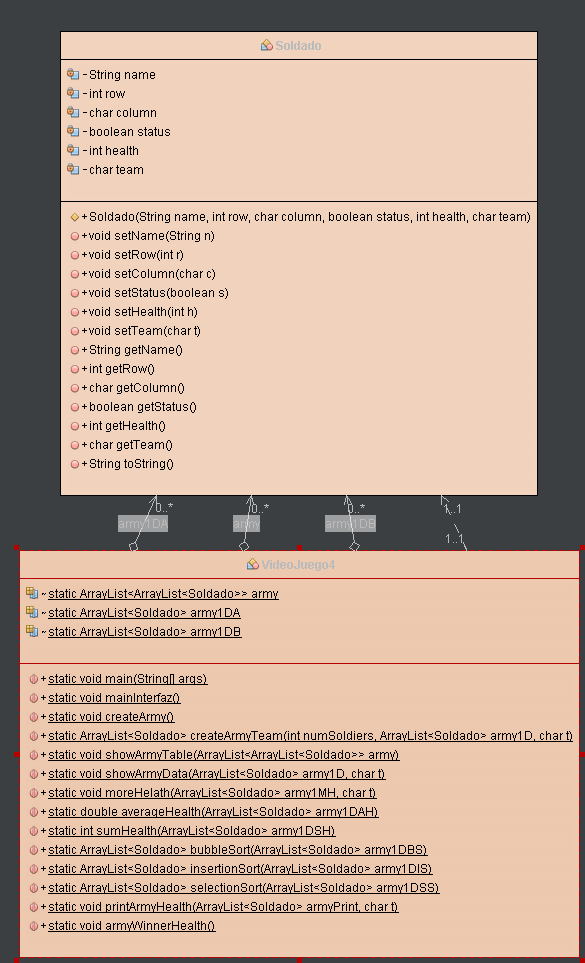 Soldado
-String name
-int row
-char column
-boolean status
-int health
-char team
+Soldado(String name, int row, char column, boolean status, int health, char team)
+void setName(String n)
+void setRow(int r)
+void setColumn(char c)
+void setStatus(boolean s)
+void setHealth(int h)
+void setTeam(char t)
+String getName()
+int getRow()
+char getColumn()
+boolean getStatus()
+int getHealth()
+char getTeam()
+String toString()
0..* 0..* 0..* 1..1
army1DA army army1DB
1..1
VideoJuego4
~static ArrayList<ArrayList<Soldado>> army
~static ArrayList<Soldado> army1DA
~static ArrayList<Soldado> army1DB
+static void main(String[] args)
+static void mainInterfaz()
+static void createArmy()
+static ArrayList<Soldado> createArmyTeam(int numSoldiers, ArrayList<Soldado> army1D, char t)
+static void showArmyTable(ArrayList<ArrayList<Soldado>> army)
+static void showArmyData(ArrayList<Soldado> army1D, char t)
+static void moreHelath(ArrayList<Soldado> army1MH, char t)
+static double averageHealth(ArrayList<Soldado> army1DAH)
+static int sumHealth(ArrayList<Soldado> army1DSH)
+static ArrayList<Soldado> bubbleSort(ArrayList<Soldado> army1DBS)
+static ArrayList<Soldado> insertionSort(ArrayList<Soldado> army1DIS)
+static ArrayList<Soldado> selectionSort(ArrayList<Soldado> army1DSS)
+static void printArmyHealth(ArrayList<Soldado> armyPrint, char t)
+static void armyWinnerHealth()